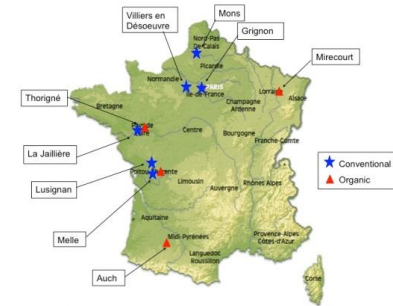 Mons
Villiers en
Désoeuvre
Grignon
Nord-Pas
De Calais
Mirecourt
Picardie
Normandie
PARIS
Ile-de-France
Lorraine
Alsace
Champagne
Ardenne
Thorigné
Bretagne
Centre
Bourgogne
Franche-Comté
La Jaillière
Conventional
Organic
Lusignan
Limousin
Auvergne
Rhônes Alpes
Melle
Aquitaine
Midi-Pyrénées
Provence-Alpes
Côtes-d'Azur
Languedoc
Roussillon
Auch
Corse